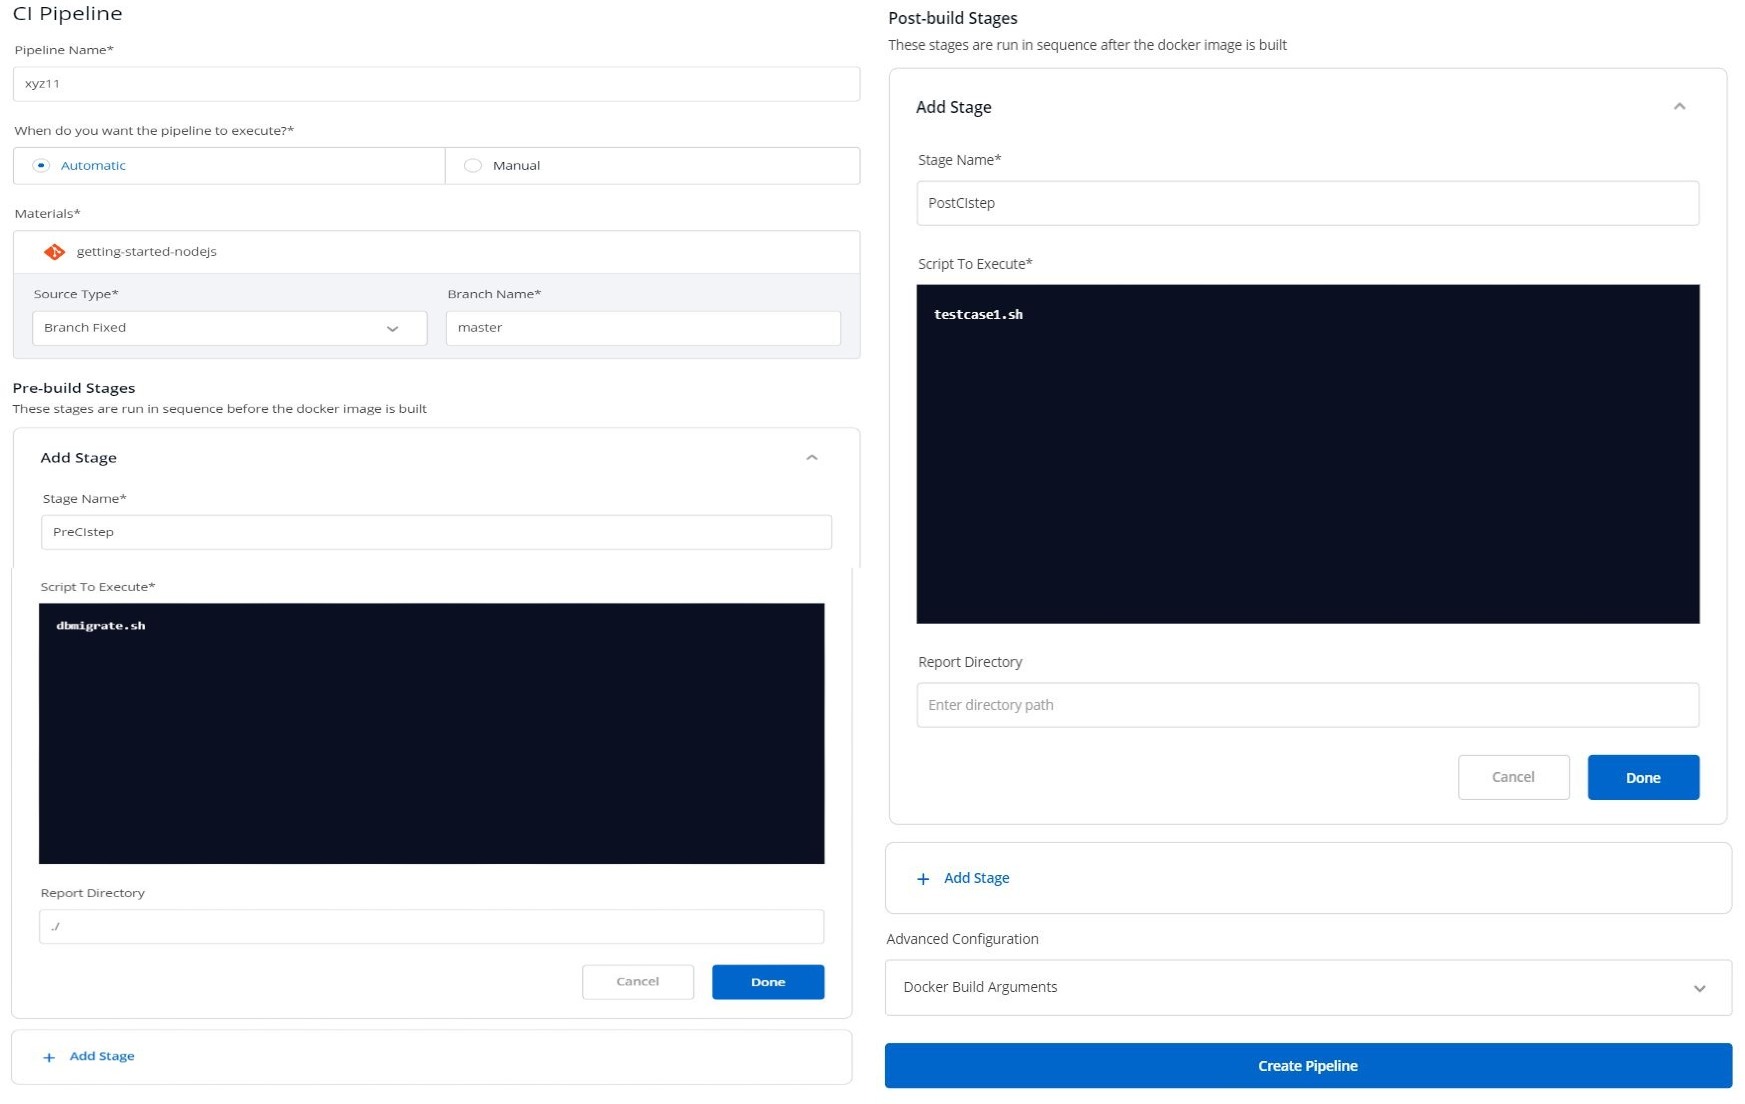 CI Pipeline
Pipeline Name*
xyz11
When do you want the pipeline to execute?*
Automatic
Manual
Materials*
getting-started-nodejs
Source Type*
Branch Name*
Branch Fixed
master
Pre-build Stages
These stages are run in sequence before the docker image is built
Add Stage
Stage Name*
PreCIstep
Script To Execute*
dbmigrate.sh
Report Directory
./
Cancel
Done
+ Add Stage
Post-build Stages
These stages are run in sequence after the docker image is built
Add Stage
Stage Name*
PostCIstep
Script To Execute*
testcase1.sh
Report Directory
Enter directory path
Cancel
Done
+ Add Stage
Advanced Configuration
Docker Build Arguments
Create Pipeline